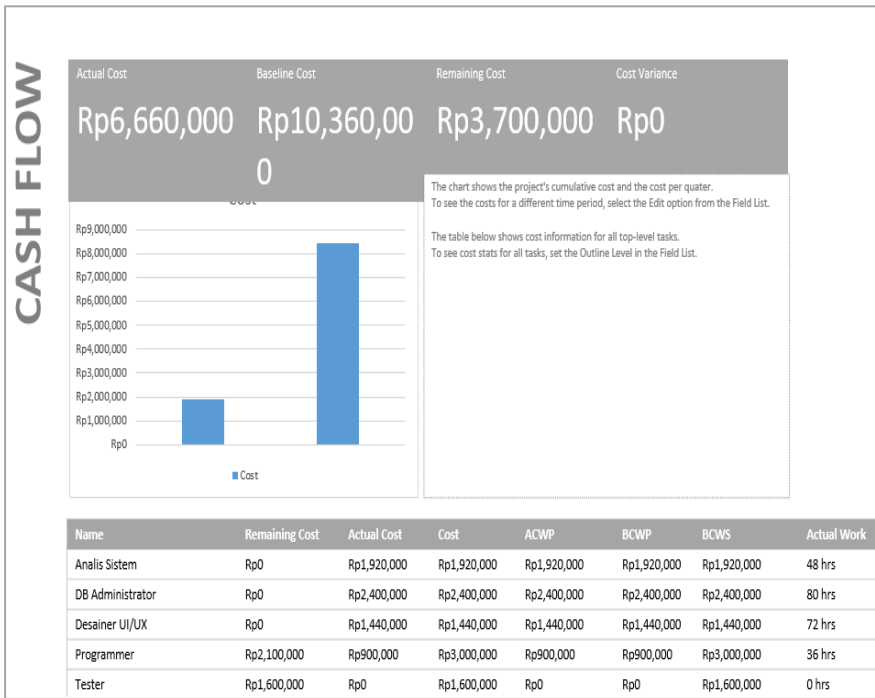 CASH FLOW
Actual Cost Baseline Cost Remaining Cost Cost Variance
Rp6,660,000 Rp10,360,00 Rp3,700,000 Rp0
0
The chart shows the project's cumulative cost and the cost per quater.
To see the costs for a different time period, select the Edit option from the Field List.
The table below shows cost information for all top-level tasks.
To see cost stats for all tasks, set the Outline Level in the Field List.
Cost
Rp9,000,000
Rp8,000,000
Rp7,000,000
Rp6,000,000
Rp5,000,000
Rp4,000,000
Rp3,000,000
Rp2,000,000
Rp1,000,000
Rp0
Cost
Name Remaining Cost Actual Cost Cost ACWP BCWP BCWS Actual Work
Analis Sistem Rp0 Rp1,920,000 Rp1,920,000 Rp1,920,000 Rp1,920,000 Rp1,920,000 48 hrs
DB Administrator Rp0 Rp2,400,000 Rp2,400,000 Rp2,400,000 Rp2,400,000 Rp2,400,000 80 hrs
Desainer UI/UX Rp0 Rp1,440,000 Rp1,440,000 Rp1,440,000 Rp1,440,000 Rp1,440,000 72 hrs
Programmer Rp2,100,000 Rp900,000 Rp3,000,000 Rp900,000 Rp900,000 Rp3,000,000 36 hrs
Tester Rp1,600,000 Rp0 Rp1,600,000 Rp0 Rp0 Rp1,600,000 0 hrs